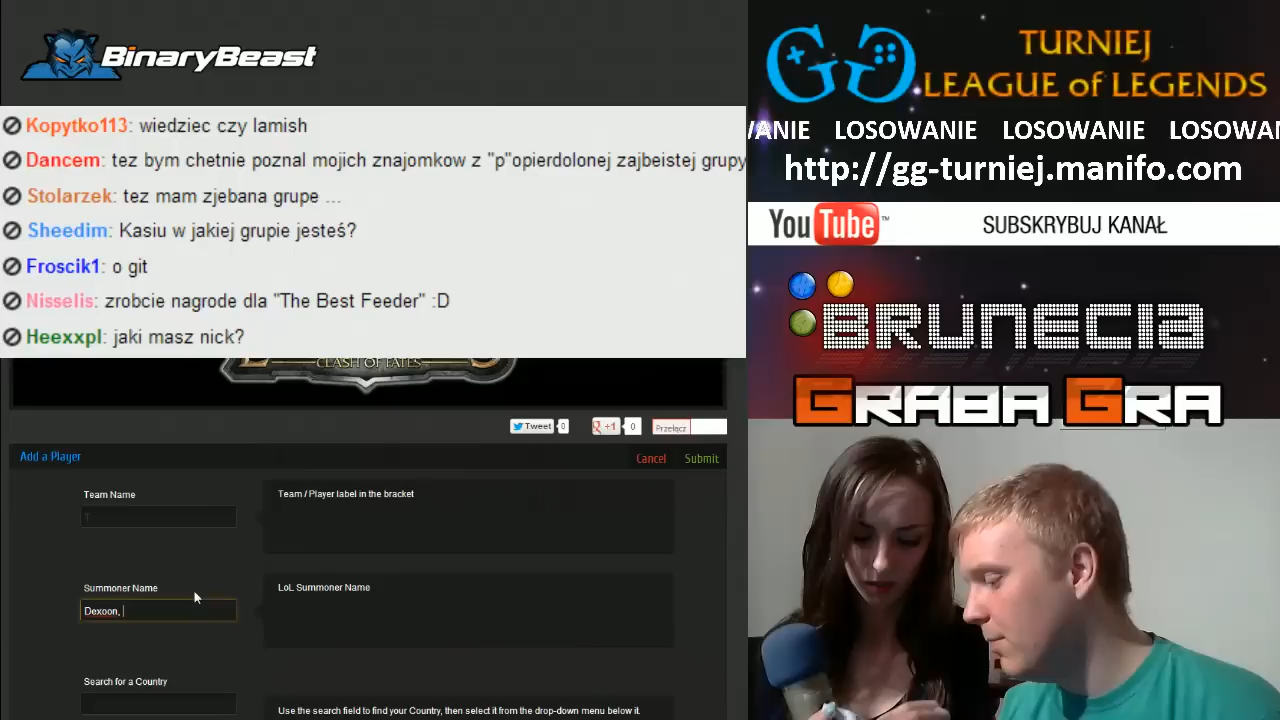 BinaryBeast
Kopytko113: wiedziec czy lamish
Dancem: tez bym chetnie poznal mojich znajomkow z "p"opierdolonej zajbeistej grupy
Stolarzek: tez mam zjebana grupe ...
Sheedim: Kasiu w jakiej grupie jesteś?
Froscik1: o git
Nisselis: zrobcie nagrode dla "The Best Feeder" :D
Heexxpl: jaki masz nick?
CLASH OF FATES
Tweet 0
+1 0
Przełącz
Add a Player
Cancel Submit
Team Name
Team / Player label in the bracket
T
Summoner Name
LoL Summoner Name
Dexoon,
Search for a Country
Use the search field to find your Country, then select it from the drop-down menu below it.
GG
TURNIEJ
LEAGUE of LEGENDS
WANIE LOSOWANIE LOSOWANIE LOSOWAN
http://gg-turniej.manifo.com
YouTube™
SUBSKRYBUJ KANAŁ
BRUNECIA
GRABA GRA